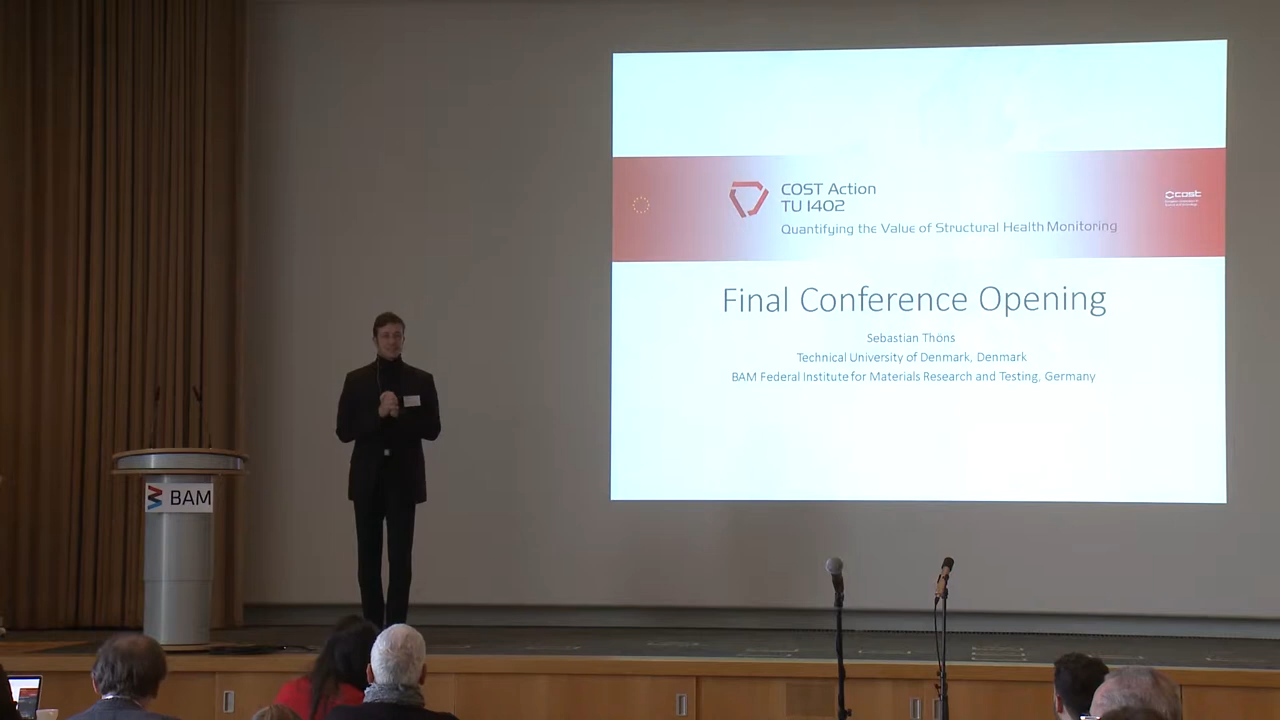 COST Action
TU 1402
Quantifying the Value of Structural Health Monitoring
cost
Final Conference Opening
Sebastian Thöns
Technical University of Denmark, Denmark
BAM Federal Institute for Materials Research and Testing, Germany
BAM